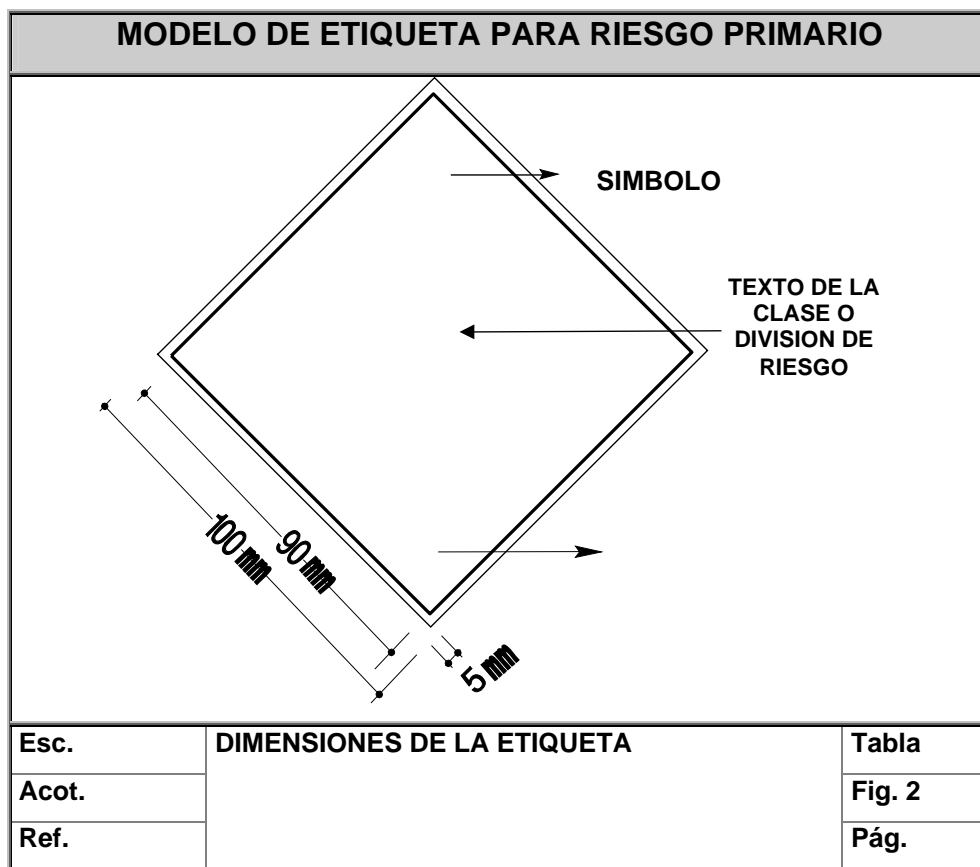 MODELO DE ETIQUETA PARA RIESGO PRIMARIO
SIMBOLO
TEXTO DE LA
CLASE O
DIVISION DE
RIESGO
100 mm
90 mm
5 mm
Esc.
DIMENSIONES DE LA ETIQUETA
Tabla
Acot.
Fig. 2
Ref.
Pág.